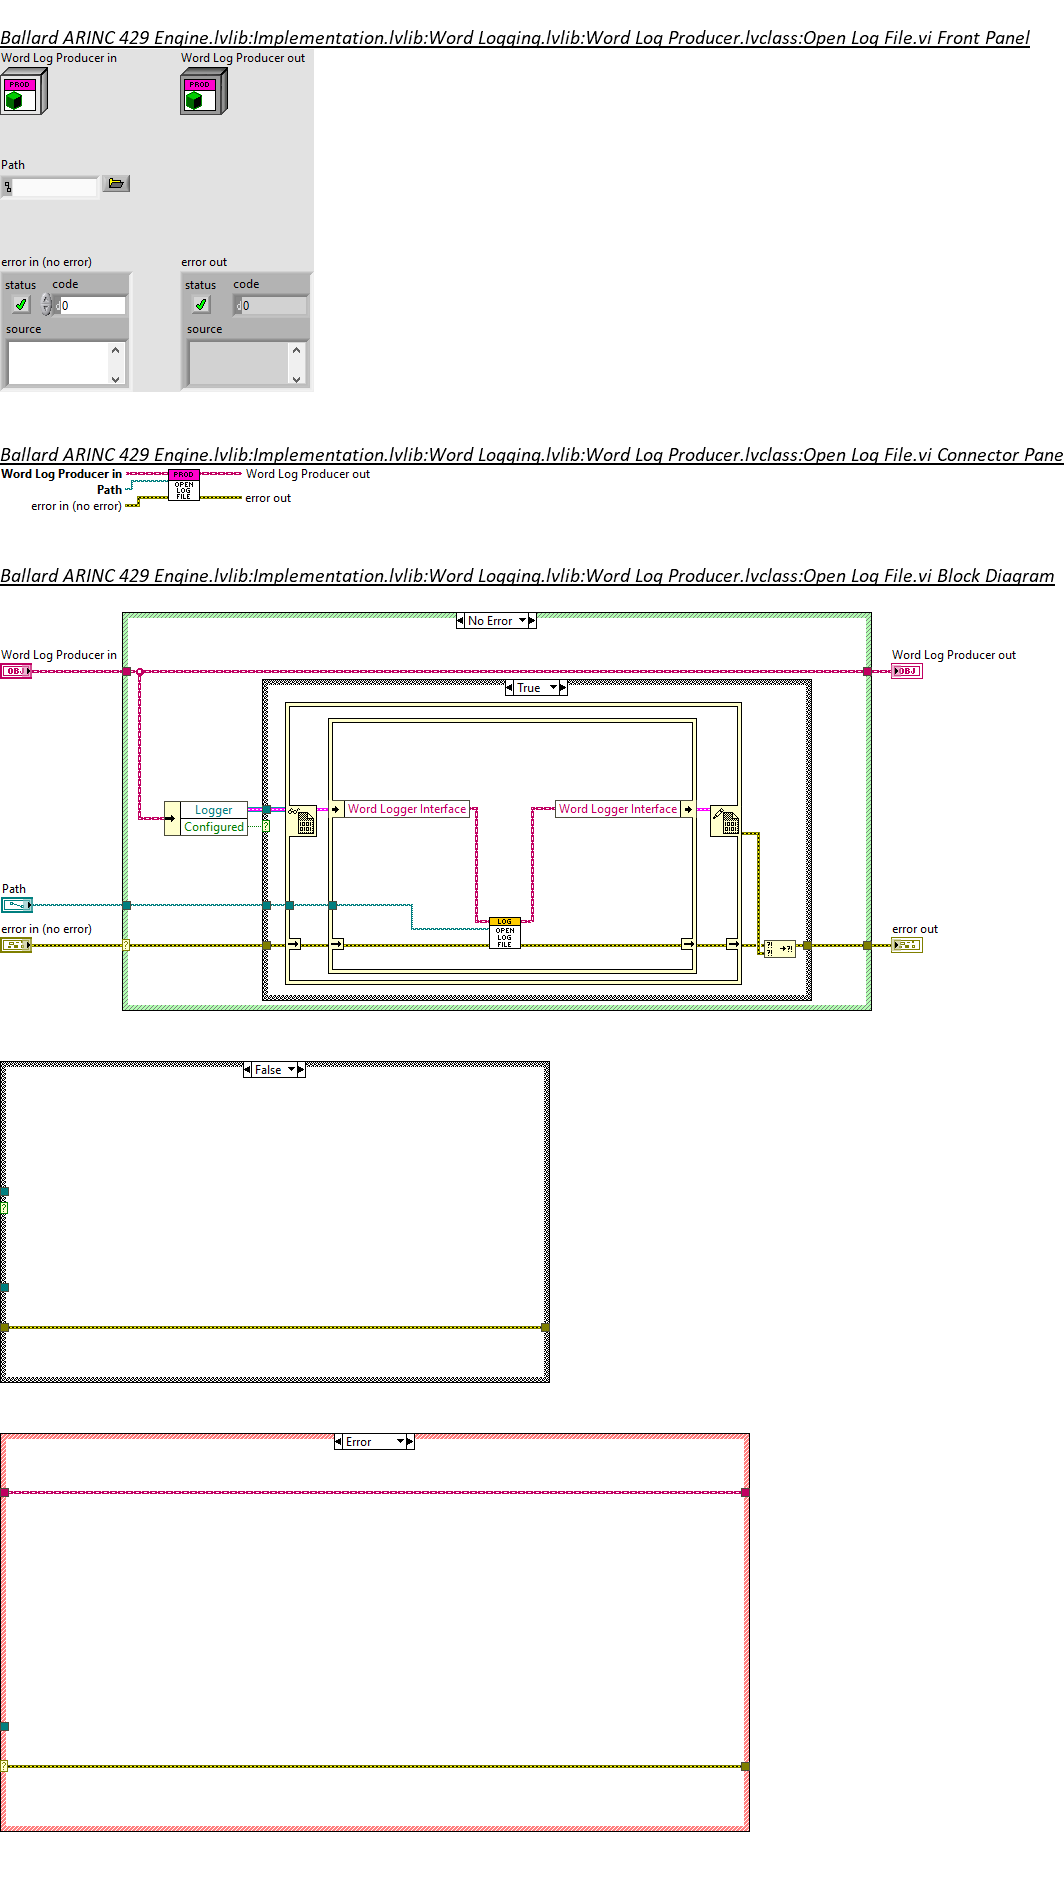 Ballard ARINC 429 Engine.lvlib:Implementation.lvlib:Word Logging.lvlib:Word Log Producer.lvclass:Open Log File.vi Front Panel
Word Log Producer in
Word Log Producer out
PROD
PROD
Path
error in (no error)
error out
status code
status code
0
0
source
source
Ballard ARINC 429 Engine.lvlib:Implementation.lvlib:Word Logging.lvlib:Word Log Producer.lvclass:Open Log File.vi Connector Pane
Word Log Producer in
PROD
Word Log Producer out
Path
OPEN
LOG
FILE
error in (no error)
error out
Ballard ARINC 429 Engine.lvlib:Implementation.lvlib:Word Logging.lvlib:Word Log Producer.lvclass:Open Log File.vi Block Diagram
No Error
Word Log Producer in
Word Log Producer out
OBJ
OBJ
True
Logger
Word Logger Interface
Word Logger Interface
Configured
?
Path
LOG
OPEN
LOG
FILE
error in (no error)
error out
?
?!
?!
?!
False
?
Error
?